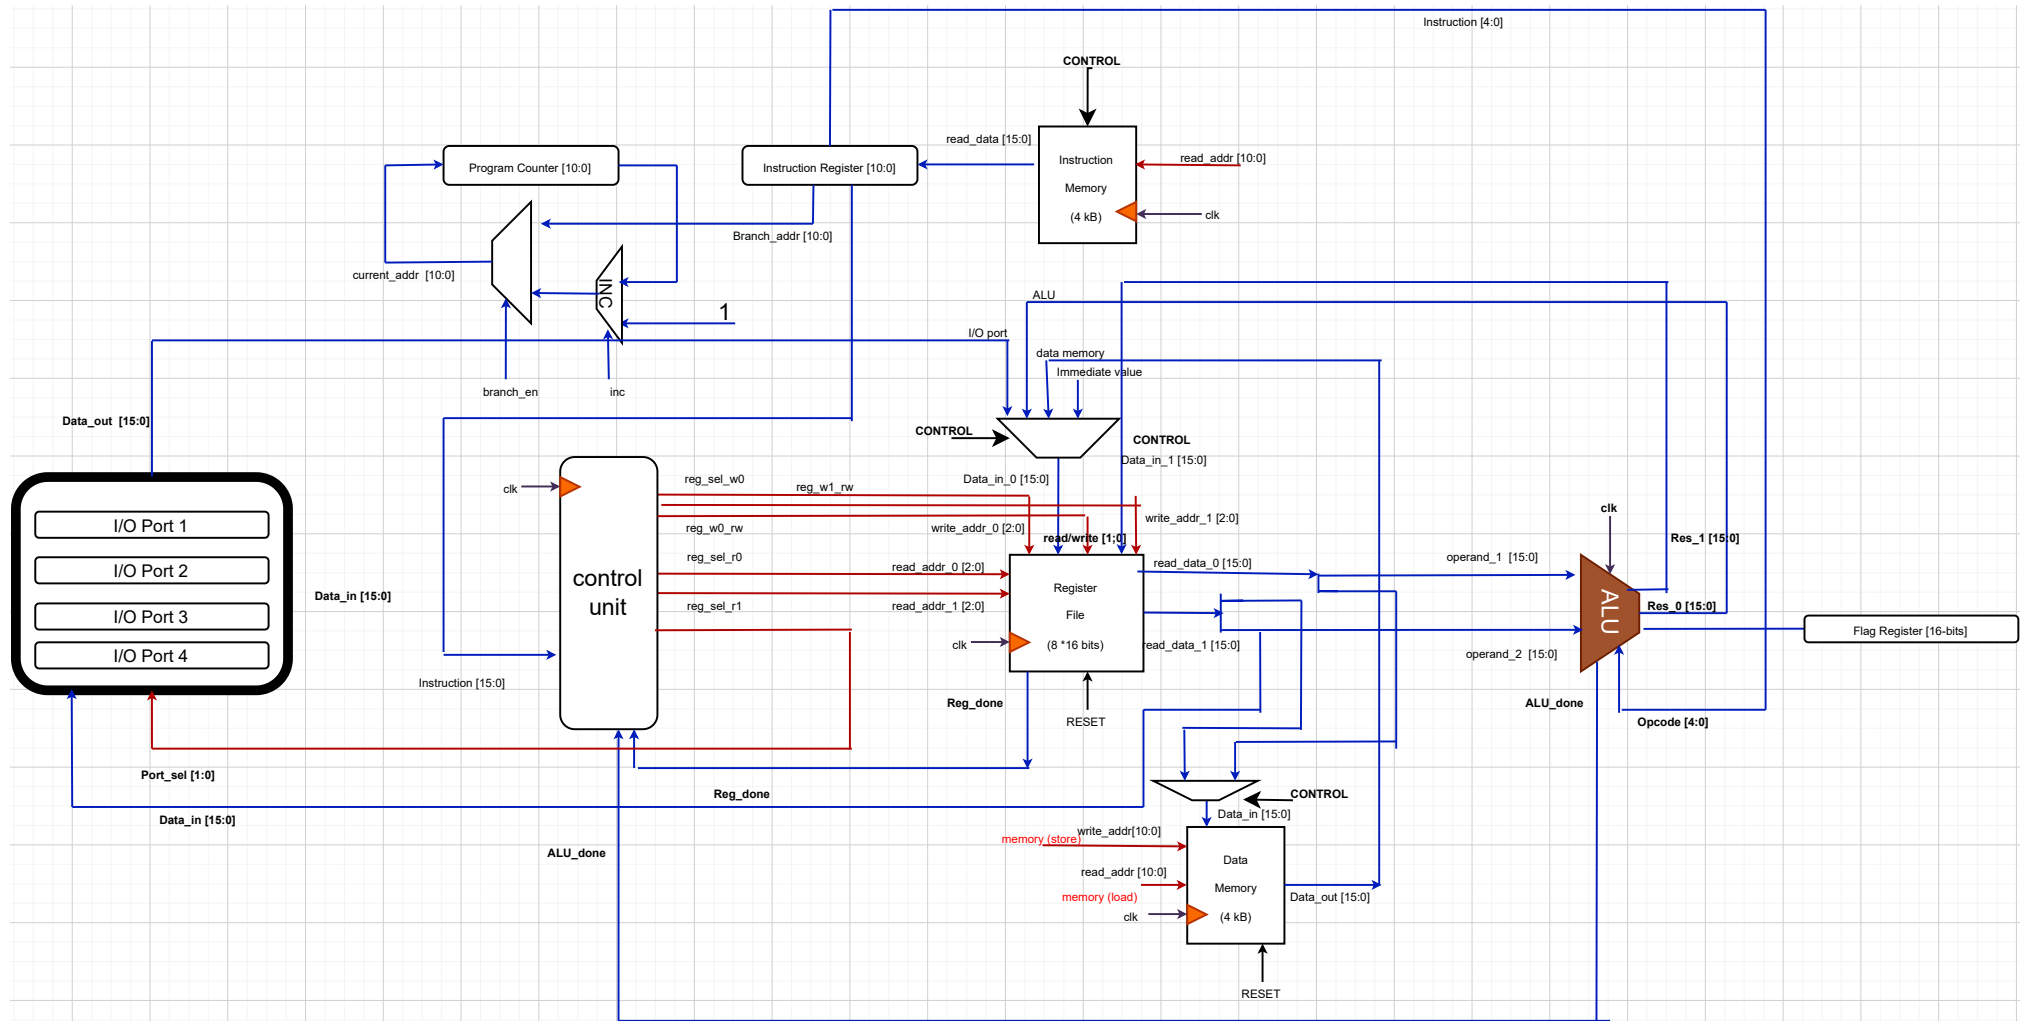 Instruction [4:0]
CONTROL
read_data [15:0]
Program Counter [10:0]
Instruction Register [10:0]
Instruction
Memory
(4 kB)
read_addr [10:0]
clk
Branch_addr [10:0]
current_addr  [10:0]
INC
1
ALU
I/O port
data memory
Immediate value
branch_en
inc
Data_out  [15:0]
CONTROL
CONTROL
Data_in_1 [15:0]
Data_in_0 [15:0]
clk
reg_sel_w0
reg_w1_rw
reg_w0_rw
write_addr_0 [2:0]
write_addr_1 [2:0]
read/write [1;0]
clk
I/O Port 1
I/O Port 2
I/O Port 3
I/O Port 4
Data_in [15:0]
control
unit
reg_sel_r0
reg_sel_r1
read_addr_0 [2:0]
read_addr_1 [2:0]
Register
File
(8 *16 bits)
clk
read_data_0 [15:0]
read_data_1 [15:0]
operand_1  [15:0]
operand_2  [15:0]
ALU
Res_1 [15:0]
Res_0 [15:0]
Flag Register [16-bits]
Instruction [15:0]
Reg_done
RESET
ALU_done
Opcode [4:0]
Port_sel [1:0]
Reg_done
Data_in [15:0]
CONTROL
Data_in [15:0]
ALU_done
write_addr[10:0]
memory (store)
read_addr [10:0]
memory (load)
clk
Data
Memory
(4 kB)
Data_out [15:0]
RESET